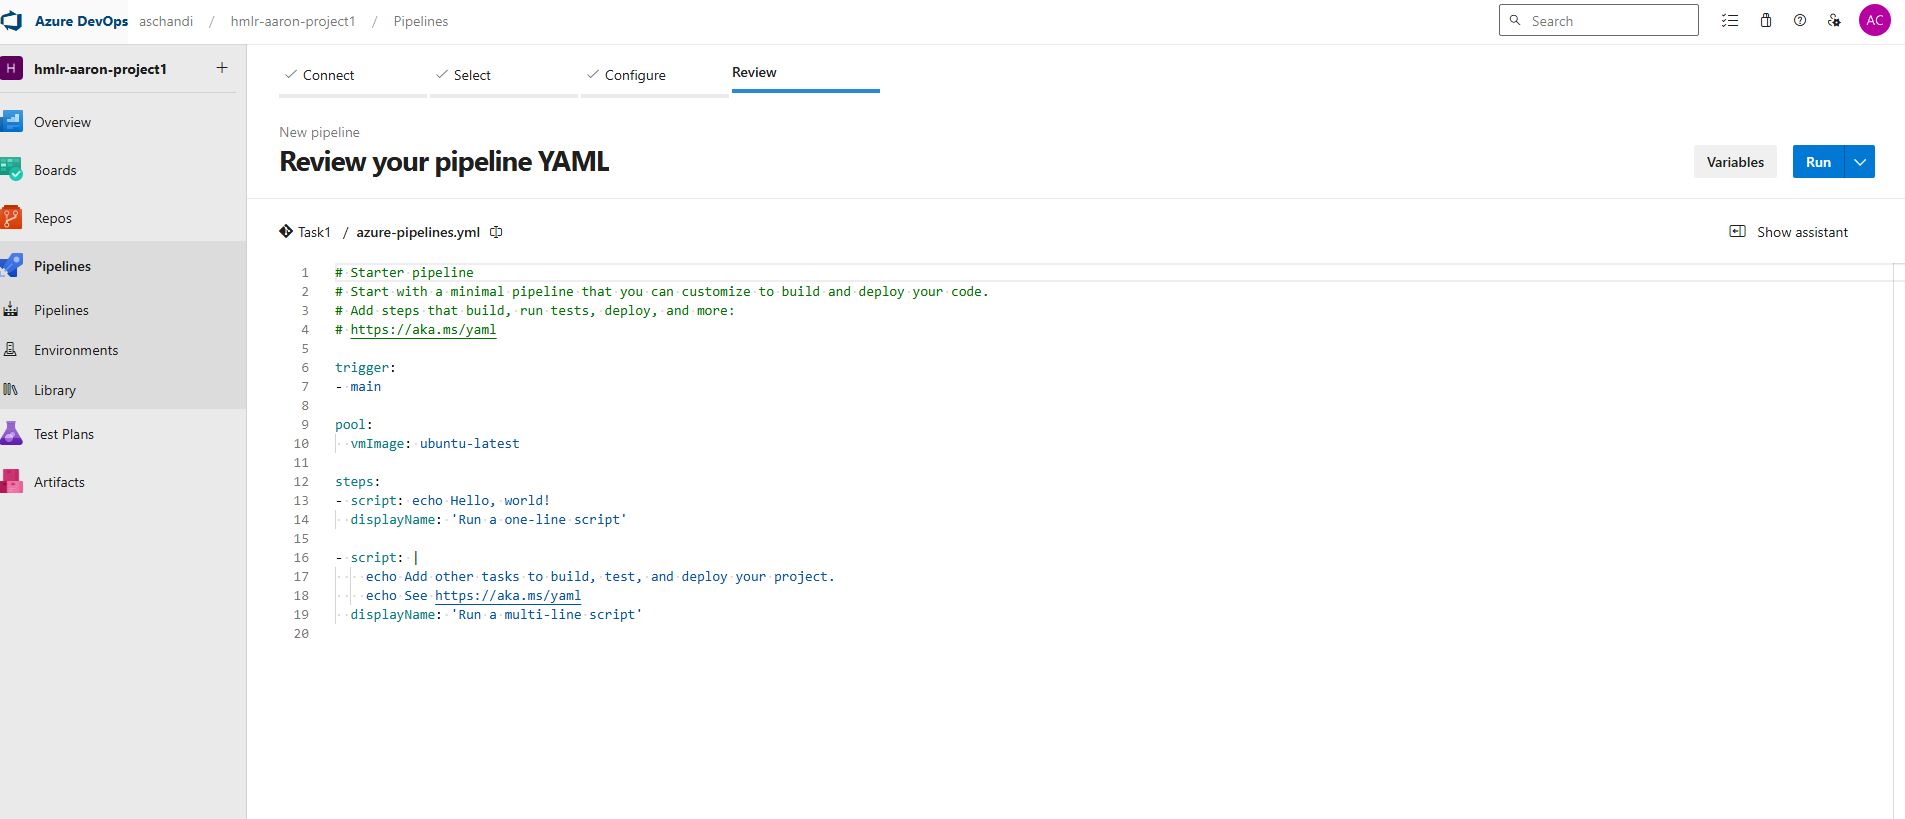 Azure DevOps aschandi / hmlr-aaron-project1 / Pipelines Search AC
H hmlr-aaron-project1 +
Overview
Boards
Repos
Pipelines
Pipelines
Environments
Library
Test Plans
Artifacts
Connect Select Configure Review
New pipeline
Review your pipeline YAML
Variables Run
Task1 / azure-pipelines.yml
Show assistant
1 # Starter pipeline
2 # Start with a minimal pipeline that you can customize to build and deploy your code.
3 # Add steps that build, run tests, deploy, and more:
4 # https://aka.ms/yaml
5
6 trigger:
7 - main
8
9 pool:
10   vmImage: ubuntu-latest
11
12 steps:
13 - script: echo Hello, world!
14   displayName: 'Run a one-line script'
15
16 - script: |
17     echo Add other tasks to build, test, and deploy your project.
18     echo See https://aka.ms/yaml
19   displayName: 'Run a multi-line script'
20